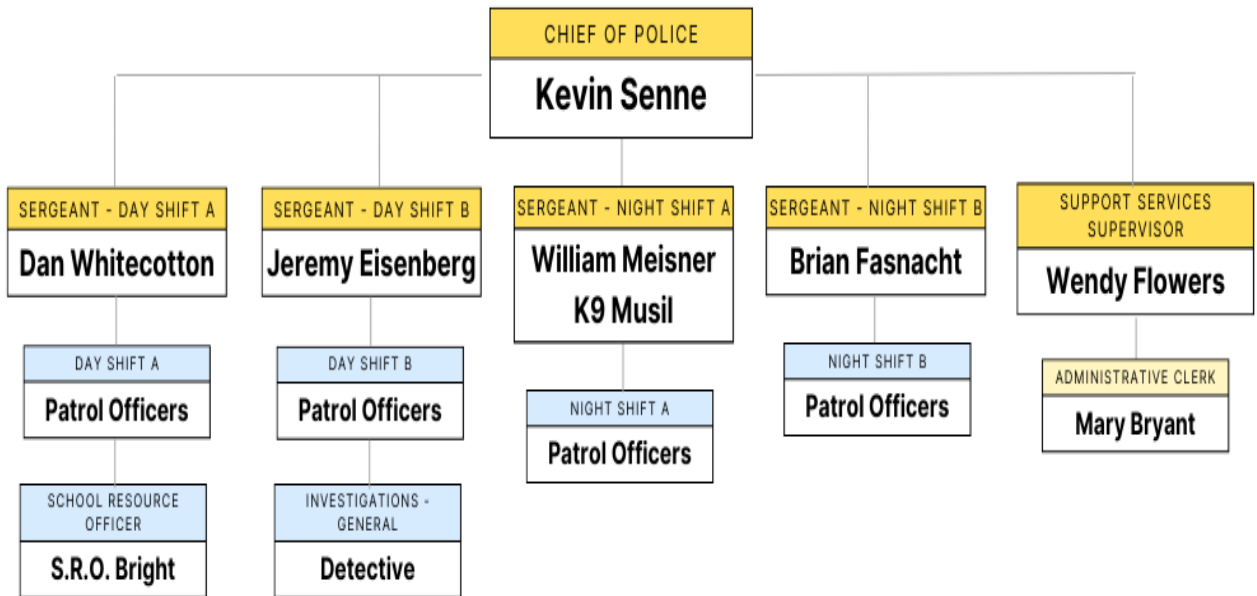 CHIEF OF POLICE
Kevin Senne
SERGEANT - DAY SHIFT A
Dan Whitecotton
DAY SHIFT A
Patrol Officers
SCHOOL RESOURCE
OFFICER
S.R.O. Bright
SERGEANT - DAY SHIFT B
Jeremy Eisenberg
DAY SHIFT B
Patrol Officers
INVESTIGATIONS -
GENERAL
Detective
SERGEANT - NIGHT SHIFT A
William Meisner
K9 Musil
NIGHT SHIFT A
Patrol Officers
SERGEANT - NIGHT SHIFT B
Brian Fasnacht
NIGHT SHIFT B
Patrol Officers
SUPPORT SERVICES
SUPERVISOR
Wendy Flowers
ADMINISTRATIVE CLERK
Mary Bryant